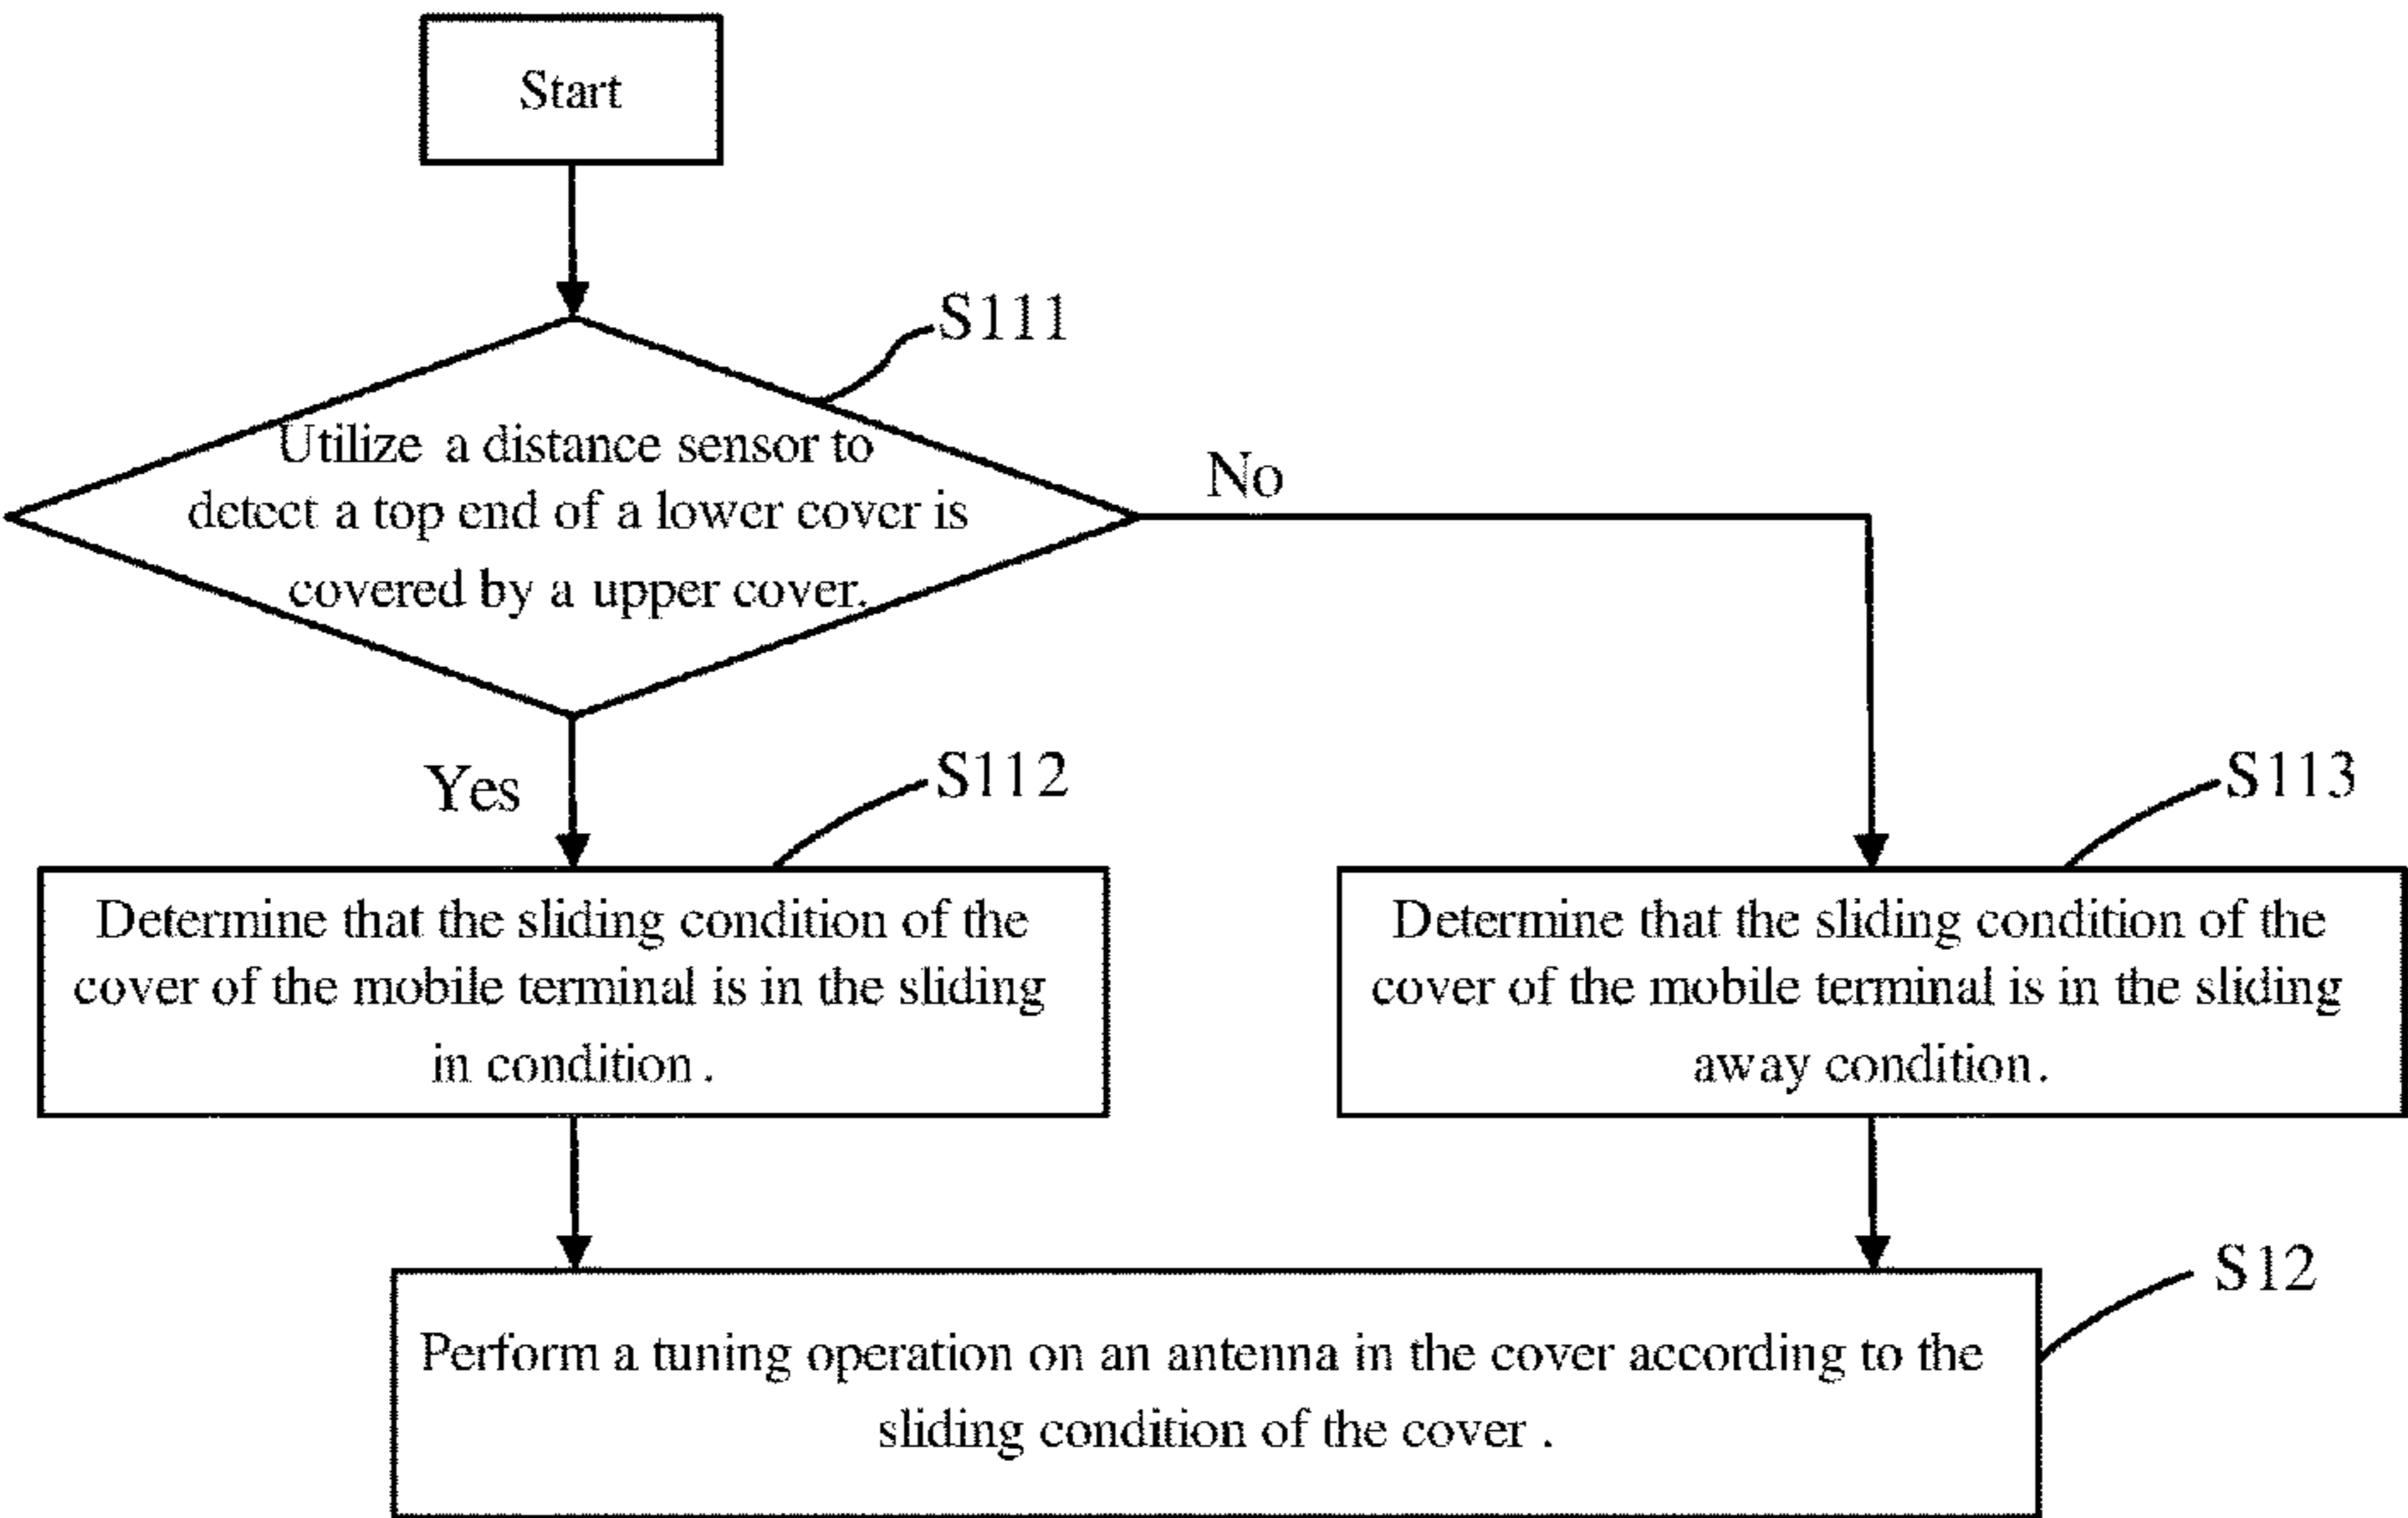 Start
S111
Utilize a distance sensor to
detect a top end of a lower cover is
covered by a upper cover.
No
Yes
S112
S113
Determine that the sliding condition of the
cover of the mobile terminal is in the sliding
in condition.
Determine that the sliding condition of the
cover of the mobile terminal is in the sliding
away condition.
S12
Perform a tuning operation on an antenna in the cover according to the
sliding condition of the cover .